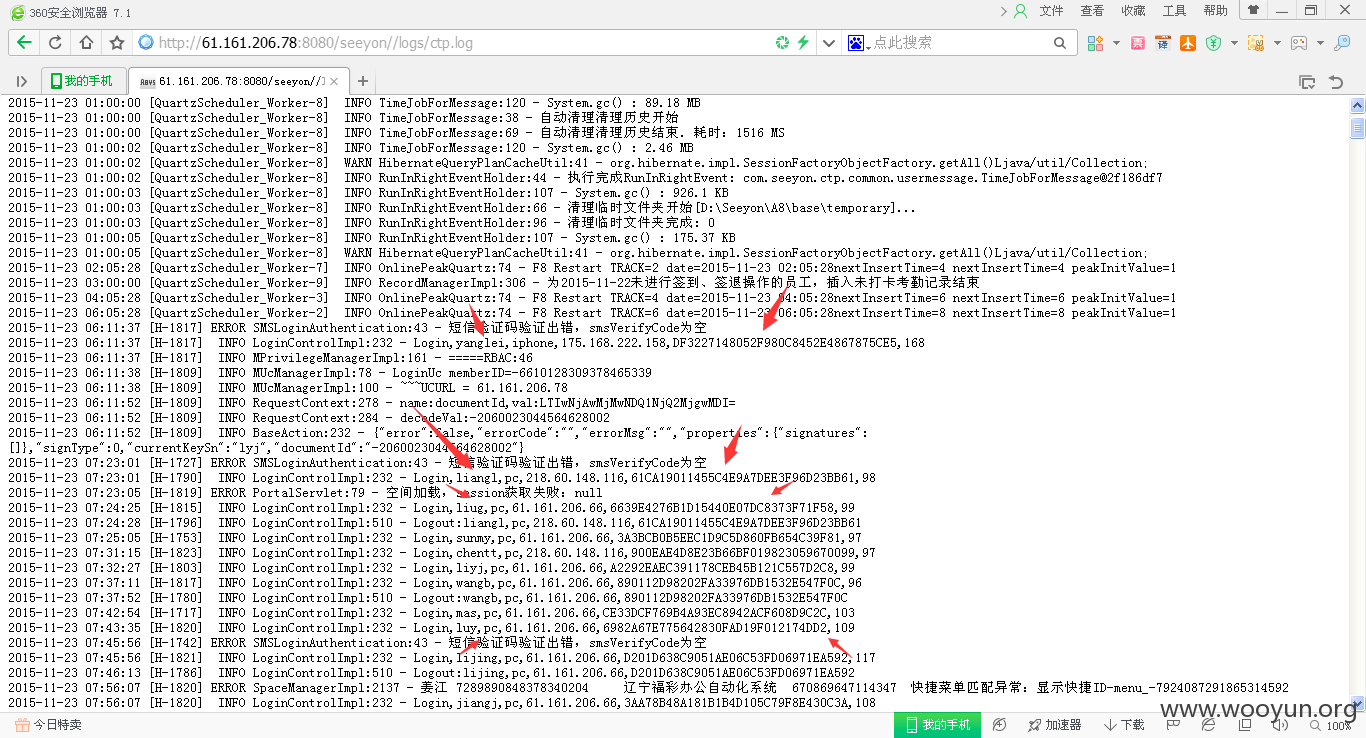 360安全浏览器 7.1
文件 查看 收藏 工具 帮助
http://61.161.206.78:8080/seeyon//logs/ctp.log
点此搜索
我的手机
61.161.206.78:8080/seeyon//
2015-11-23 01:00:00 [QuartzScheduler_Worker-8]  INFO TimeJobForMessage:120 - System.gc() : 89.18 MB
2015-11-23 01:00:00 [QuartzScheduler_Worker-8]  INFO TimeJobForMessage:38 - 自动清理清理历史开始
2015-11-23 01:00:00 [QuartzScheduler_Worker-8]  INFO TimeJobForMessage:69 - 自动清理清理历史结束. 耗时: 1516 MS
2015-11-23 01:00:02 [QuartzScheduler_Worker-8]  INFO TimeJobForMessage:120 - System.gc() : 2.46 MB
2015-11-23 01:00:02 [QuartzScheduler_Worker-8]  WARN HibernateQueryPlanCacheUtil:41 - org.hibernate.impl.SessionFactoryObjectFactory.getAll()Ljava/util/Collection;
2015-11-23 01:00:02 [QuartzScheduler_Worker-8]  INFO RunInRightEventHolder:44 - 执行完成RunInRightEvent: com.seeyon.ctp.common.usermessage.TimeJobForMessage@2f186df7
2015-11-23 01:00:03 [QuartzScheduler_Worker-8]  INFO RunInRightEventHolder:107 - System.gc() : 926.1 KB
2015-11-23 01:00:03 [QuartzScheduler_Worker-8]  INFO RunInRightEventHolder:66 - 清理临时文件夹开始[D:\Seeyon\A8\base\temporary]...
2015-11-23 01:00:03 [QuartzScheduler_Worker-8]  INFO RunInRightEventHolder:96 - 清理临时文件夹完成: 0
2015-11-23 01:00:05 [QuartzScheduler_Worker-8]  INFO RunInRightEventHolder:107 - System.gc() : 175.37 KB
2015-11-23 01:00:05 [QuartzScheduler_Worker-8]  WARN HibernateQueryPlanCacheUtil:41 - org.hibernate.impl.SessionFactoryObjectFactory.getAll()Ljava/util/Collection;
2015-11-23 02:05:28 [QuartzScheduler_Worker-7]  INFO OnlinePeakQuartz:74 - F8 Restart TRACK=2 date=2015-11-23 02:05:28nextInsertTime=4 nextInsertTime=4 peakInitValue=1
2015-11-23 03:00:00 [QuartzScheduler_Worker-9]  INFO RecordManagerImpl:306 - 为2015-11-22未进行签到、签退操作的员工，插入未打卡考勤记录结束
2015-11-23 04:05:28 [QuartzScheduler_Worker-3]  INFO OnlinePeakQuartz:74 - F8 Restart TRACK=4 date=2015-11-23 04:05:28nextInsertTime=6 nextInsertTime=6 peakInitValue=1
2015-11-23 06:05:28 [QuartzScheduler_Worker-2]  INFO OnlinePeakQuartz:74 - F8 Restart TRACK=6 date=2015-11-23 06:05:28nextInsertTime=8 nextInsertTime=8 peakInitValue=1
2015-11-23 06:11:37 [H-1817] ERROR SMSLoginAuthentication:43 - 短信验证码验证出错，smsVerifyCode为空
2015-11-23 06:11:37 [H-1817]  INFO LoginControlImpl:232 - Login,yanglei,iphone,175.168.222.158,DF3227148052F980C8452E4867875CE5,168
2015-11-23 06:11:37 [H-1817]  INFO MPrivilegeManagerImpl:161 - =====RBAC:46
2015-11-23 06:11:38 [H-1817]  INFO MUcManagerImpl:78 - LoginUc memberID=-6610128309378465339
2015-11-23 06:11:38 [H-1817]  INFO MUcManagerImpl:100 - ~~~UCURL = 61.161.206.78
2015-11-23 06:11:52 [H-1809]  INFO RequestContext:278 - name:documentId,val:LTIwNjAwMjMwNDQ1NjQ2MjgwMDI=
2015-11-23 06:11:52 [H-1809]  INFO RequestContext:284 - decodeVal:-2060023044564628002
2015-11-23 06:11:52 [H-1809]  INFO BaseAction:232 - {"error":false,"errorCode":"","errorMsg":"","properties":{"signatures":
[]},"signType":0,"currentKeySn":"lyj","documentId":"-2060023044564628002"}
2015-11-23 07:23:01 [H-1727] ERROR SMSLoginAuthentication:43 - 短信验证码验证出错，smsVerifyCode为空
2015-11-23 07:23:01 [H-1790]  INFO LoginControlImpl:232 - Login,liangl,pc,218.60.148.116,61CA19011455C4E9A7DEE3F96D23BB61,98
2015-11-23 07:23:05 [H-1819] ERROR PortalServlet:79 - 空间加载，session获取失败: null
2015-11-23 07:24:25 [H-1815]  INFO LoginControlImpl:232 - Login,liug,pc,61.161.206.66,6639E4276B1D15440E07DC8373F71F58,99
2015-11-23 07:24:28 [H-1796]  INFO LoginControlImpl:510 - Logout:liangl,pc,218.60.148.116,61CA19011455C4E9A7DEE3F96D23BB61
2015-11-23 07:25:05 [H-1753]  INFO LoginControlImpl:232 - Login,sunmy,pc,61.161.206.66,3A3BCB0B5EEC1D9C5D860FB654C39F81,97
2015-11-23 07:31:15 [H-1823]  INFO LoginControlImpl:232 - Login,chentt,pc,218.60.148.116,900EAE4D8E23B66BF019823059670099,97
2015-11-23 07:32:27 [H-1803]  INFO LoginControlImpl:232 - Login,liyj,pc,61.161.206.66,A2292EAEC391178CEB45B121C557D2C8,99
2015-11-23 07:37:11 [H-1817]  INFO LoginControlImpl:232 - Login,wangb,pc,61.161.206.66,890112D98202FA33976DB1532E547F0C,96
2015-11-23 07:37:52 [H-1780]  INFO LoginControlImpl:510 - Logout:wangb,pc,61.161.206.66,890112D98202FA33976DB1532E547F0C
2015-11-23 07:42:54 [H-1717]  INFO LoginControlImpl:232 - Login,mas,pc,61.161.206.66,CE33DCF769B4A93EC8942ACF608D9C2C,103
2015-11-23 07:43:35 [H-1820]  INFO LoginControlImpl:232 - Login,luy,pc,61.161.206.66,6982A67E775642830FAD19F012174DD2,109
2015-11-23 07:45:56 [H-1742] ERROR SMSLoginAuthentication:43 - 短信验证码验证出错，smsVerifyCode为空
2015-11-23 07:45:56 [H-1821]  INFO LoginControlImpl:232 - Login,lijing,pc,61.161.206.66,D201D638C9051AE06C53FD06971EA592,117
2015-11-23 07:46:13 [H-1786]  INFO LoginControlImpl:510 - Logout:lijing,pc,61.161.206.66,D201D638C9051AE06C53FD06971EA592
2015-11-23 07:56:07 [H-1820] ERROR SpaceManagerImpl:2137 - 姜江  7289890848378340204    辽宁福彩办公自动化系统  670869647114347  快捷菜单匹配异常: 显示快捷ID-menu_-7924087291865314592
2015-11-23 07:56:07 [H-1820]  INFO LoginControlImpl:232 - Login,jiangj,pc,61.161.206.66,3AA78B48A181B1B4D105C79F8E430C3A,108
www.wooyun.org
今日特卖
我的手机 加速器 下载 100%